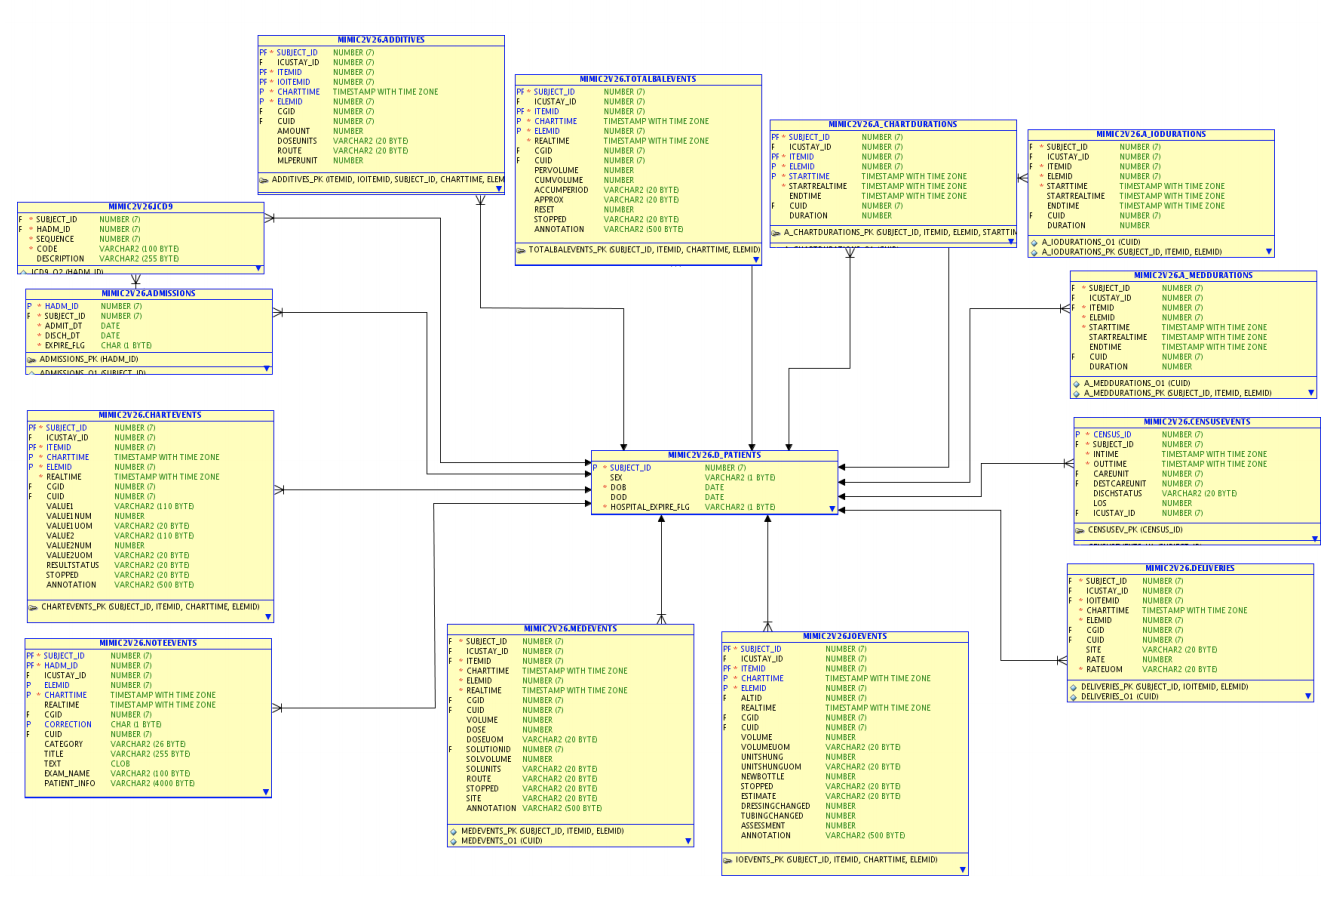 MIMIC2V26.ADDITIVES
PF * SUBJECT_ID NUMBER (7)
F ICUSTAY_ID NUMBER (7)
PF * ITEMID NUMBER (7)
PF * IOITEMID NUMBER (7)
P * CHARTTIME TIMESTAMP WITH TIME ZONE
P * ELEMID NUMBER (7)
F CGID NUMBER (7)
F CUID NUMBER (7)
AMOUNT NUMBER
DOSEUNITS VARCHAR2 (20 BYTE)
ROUTE VARCHAR2 (20 BYTE)
MLPERUNIT NUMBER
ADDITIVES_PK (ITEMID, IOITEMID, SUBJECT_ID, CHARTTIME, ELEM
MIMIC2V26.TOTALBALEVENTS
PF * SUBJECT_ID NUMBER (7)
F ICUSTAY_ID NUMBER (7)
PF * ITEMID NUMBER (7)
P * CHARTTIME TIMESTAMP WITH TIME ZONE
P * ELEMID NUMBER (7)
* REALTIME TIMESTAMP WITH TIME ZONE
F CGID NUMBER (7)
F CUID NUMBER (7)
PERVOLUME NUMBER
CUMVOLUME NUMBER
ACCUMPERIOD VARCHAR2 (20 BYTE)
APPROX VARCHAR2 (20 BYTE)
RESET NUMBER
STOPPED VARCHAR2 (20 BYTE)
ANNOTATION VARCHAR2 (500 BYTE)
TOTALBALEVENTS_PK (SUBJECT_ID, ITEMID, CHARTTIME, ELEMID)
MIMIC2V26.A_CHARTDURATIONS
PF * SUBJECT_ID NUMBER (7)
F ICUSTAY_ID NUMBER (7)
PF * ITEMID NUMBER (7)
P * ELEMID NUMBER (7)
P * STARTTIME TIMESTAMP WITH TIME ZONE
* STARTREALTIME TIMESTAMP WITH TIME ZONE
ENDTIME TIMESTAMP WITH TIME ZONE
F CUID NUMBER (7)
DURATION NUMBER
A_CHARTDURATIONS_PK (SUBJECT_ID, ITEMID, ELEMID, STARTTIM
MIMIC2V26.A_IODURATIONS
F * SUBJECT_ID NUMBER (7)
F ICUSTAY_ID NUMBER (7)
F * ITEMID NUMBER (7)
* ELEMID NUMBER (7)
* STARTTIME TIMESTAMP WITH TIME ZONE
STARTREALTIME TIMESTAMP WITH TIME ZONE
ENDTIME TIMESTAMP WITH TIME ZONE
F CUID NUMBER (7)
DURATION NUMBER
A_IODURATIONS_O1 (CUID)
A_IODURATIONS_PK (SUBJECT_ID, ITEMID, ELEMID)
MIMIC2V26.ICD9
F * SUBJECT_ID NUMBER (7)
F * HADM_ID NUMBER (7)
* SEQUENCE NUMBER (7)
* CODE VARCHAR2 (100 BYTE)
DESCRIPTION VARCHAR2 (255 BYTE)
ICD9_O2 (HADM_ID)
MIMIC2V26.ADMISSIONS
P * HADM_ID NUMBER (7)
F * SUBJECT_ID NUMBER (7)
* ADMIT_DT DATE
* DISCH_DT DATE
* EXPIRE_FLG CHAR (1 BYTE)
ADMISSIONS_PK (HADM_ID)
ADMISSIONS_O1 (SUBJECT_ID)
MIMIC2V26.A_MEDDURATIONS
F * SUBJECT_ID NUMBER (7)
F ICUSTAY_ID NUMBER (7)
F * ITEMID NUMBER (7)
* ELEMID NUMBER (7)
* STARTTIME TIMESTAMP WITH TIME ZONE
STARTREALTIME TIMESTAMP WITH TIME ZONE
ENDTIME TIMESTAMP WITH TIME ZONE
F CUID NUMBER (7)
DURATION NUMBER
A_MEDDURATIONS_O1 (CUID)
A_MEDDURATIONS_PK (SUBJECT_ID, ITEMID, ELEMID)
MIMIC2V26.CHARTEVENTS
PF * SUBJECT_ID NUMBER (7)
F ICUSTAY_ID NUMBER (7)
PF * ITEMID NUMBER (7)
P * CHARTTIME TIMESTAMP WITH TIME ZONE
P * ELEMID NUMBER (7)
* REALTIME TIMESTAMP WITH TIME ZONE
F CGID NUMBER (7)
F CUID NUMBER (7)
VALUE1 VARCHAR2 (110 BYTE)
VALUE1NUM NUMBER
VALUE1UOM VARCHAR2 (20 BYTE)
VALUE2 VARCHAR2 (110 BYTE)
VALUE2NUM NUMBER
VALUE2UOM VARCHAR2 (20 BYTE)
RESULTSTATUS VARCHAR2 (20 BYTE)
STOPPED VARCHAR2 (20 BYTE)
ANNOTATION VARCHAR2 (500 BYTE)
CHARTEVENTS_PK (SUBJECT_ID, ITEMID, CHARTTIME, ELEMID)
MIMIC2V26.D_PATIENTS
P * SUBJECT_ID NUMBER (7)
SEX VARCHAR2 (1 BYTE)
* DOB DATE
DOD DATE
* HOSPITAL_EXPIRE_FLG VARCHAR2 (1 BYTE)
MIMIC2V26.CENSUSEVENTS
P * CENSUS_ID NUMBER (7)
F * SUBJECT_ID NUMBER (7)
* INTIME TIMESTAMP WITH TIME ZONE
* OUTTIME TIMESTAMP WITH TIME ZONE
F CAREUNIT NUMBER (7)
F DESTCAREUNIT NUMBER (7)
DISCHSTATUS VARCHAR2 (20 BYTE)
LOS NUMBER
F ICUSTAY_ID NUMBER (7)
CENSUSEV_PK (CENSUS_ID)
MIMIC2V26.DELIVERIES
F * SUBJECT_ID NUMBER (7)
F ICUSTAY_ID NUMBER (7)
F * IOITEMID NUMBER (7)
* CHARTTIME TIMESTAMP WITH TIME ZONE
* ELEMID NUMBER (7)
F CGID NUMBER (7)
F CUID NUMBER (7)
SITE VARCHAR2 (20 BYTE)
RATE NUMBER
* RATEUOM VARCHAR2 (20 BYTE)
DELIVERIES_PK (SUBJECT_ID, IOITEMID, ELEMID)
DELIVERIES_O1 (CUID)
MIMIC2V26.NOTEEVENTS
PF * SUBJECT_ID NUMBER (7)
PF * HADM_ID NUMBER (7)
F ICUSTAY_ID NUMBER (7)
P ELEMID NUMBER (7)
P * CHARTTIME TIMESTAMP WITH TIME ZONE
REALTIME TIMESTAMP WITH TIME ZONE
F CGID NUMBER (7)
P CORRECTION CHAR (1 BYTE)
F CUID NUMBER (7)
CATEGORY VARCHAR2 (26 BYTE)
TITLE VARCHAR2 (255 BYTE)
TEXT CLOB
EXAM_NAME VARCHAR2 (100 BYTE)
PATIENT_INFO VARCHAR2 (4000 BYTE)
MIMIC2V26.MEDEVENTS
F * SUBJECT_ID NUMBER (7)
F ICUSTAY_ID NUMBER (7)
F * ITEMID NUMBER (7)
* CHARTTIME TIMESTAMP WITH TIME ZONE
* ELEMID NUMBER (7)
* REALTIME TIMESTAMP WITH TIME ZONE
F CGID NUMBER (7)
F CUID NUMBER (7)
VOLUME NUMBER
DOSE NUMBER
DOSEUOM VARCHAR2 (20 BYTE)
F SOLUTIONID NUMBER (7)
SOLVOLUME NUMBER
SOLUNITS VARCHAR2 (20 BYTE)
ROUTE VARCHAR2 (20 BYTE)
STOPPED VARCHAR2 (20 BYTE)
SITE VARCHAR2 (20 BYTE)
ANNOTATION VARCHAR2 (500 BYTE)
MEDEVENTS_PK (SUBJECT_ID, ITEMID, ELEMID)
MEDEVENTS_O1 (CUID)
MIMIC2V26.IOEVENTS
PF * SUBJECT_ID NUMBER (7)
F ICUSTAY_ID NUMBER (7)
PF * ITEMID NUMBER (7)
P * CHARTTIME TIMESTAMP WITH TIME ZONE
P * ELEMID NUMBER (7)
F ALTID NUMBER (7)
REALTIME TIMESTAMP WITH TIME ZONE
F CGID NUMBER (7)
F CUID NUMBER (7)
VOLUME NUMBER
VOLUMEUOM VARCHAR2 (20 BYTE)
UNITSHUNG NUMBER
UNITSHUNGUOM VARCHAR2 (20 BYTE)
NEWBOTTLE NUMBER
STOPPED VARCHAR2 (20 BYTE)
ESTIMATE VARCHAR2 (20 BYTE)
DRESSINGCHANGED NUMBER
TUBINGCHANGED NUMBER
ASSESSMENT NUMBER
ANNOTATION VARCHAR2 (500 BYTE)
IOEVENTS_PK (SUBJECT_ID, ITEMID, CHARTTIME, ELEMID)